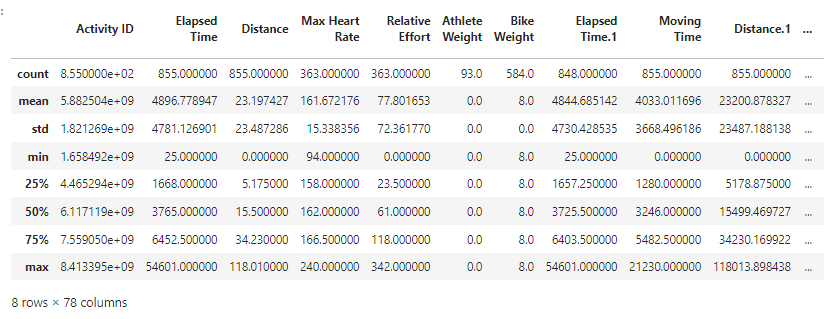 :
Activity ID Elapsed Time Distance Max Heart Rate Relative Effort Athlete Weight Bike Weight Elapsed Time.1 Moving Time Distance.1 ...
count 8.550000e+02 855.000000 855.000000 363.000000 363.000000 93.0 584.0 848.000000 855.000000 855.000000 ...
mean 5.882504e+09 4896.778947 23.197427 161.672176 77.801653 0.0 8.0 4844.685142 4033.011696 23200.878327 ...
std 1.821269e+09 4781.126901 23.487286 15.338356 72.361770 0.0 0.0 4730.428535 3668.496186 23487.188138 ...
min 1.658492e+09 25.000000 0.000000 94.000000 0.000000 0.0 8.0 25.000000 0.000000 0.000000 ...
25% 4.465294e+09 1668.000000 5.175000 158.000000 23.500000 0.0 8.0 1657.250000 1280.000000 5178.875000 ...
50% 6.117119e+09 3765.000000 15.500000 162.000000 61.000000 0.0 8.0 3725.500000 3246.000000 15499.469727 ...
75% 7.559050e+09 6452.500000 34.230000 166.500000 118.000000 0.0 8.0 6403.500000 5482.500000 34230.169922 ...
max 8.413395e+09 54601.000000 118.010000 240.000000 342.000000 0.0 8.0 54601.000000 21230.000000 118013.898438 ...
8 rows × 78 columns